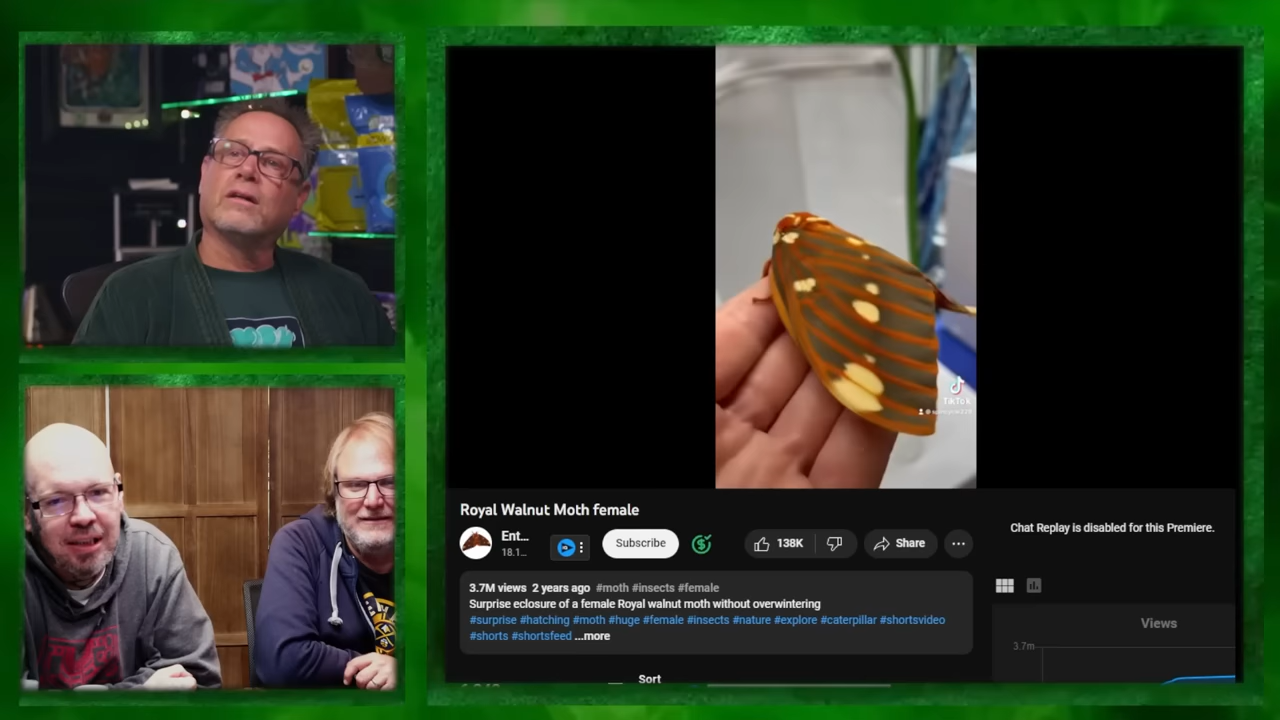 TikTok
Royal Walnut Moth female
Ent...
18.1...
Subscribe
138K
Share
Chat Replay is disabled for this Premiere.
3.7M views 2 years ago #moth #insects #female
Surprise eclosure of a female Royal walnut moth without overwintering
#surprise #hatching #moth #huge #female #insects #nature #explore #caterpillar #shortsvideo
#shorts #shortsfeed ...more
Views
3.7m
Sort